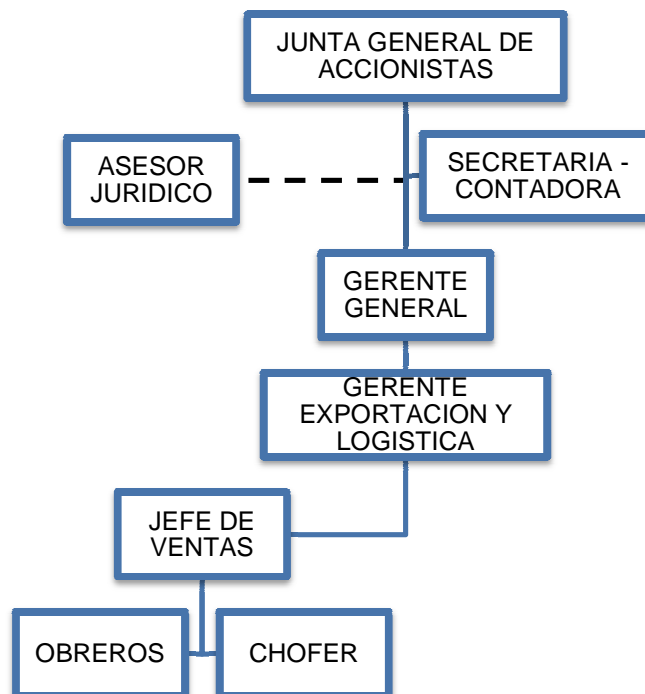 JUNTA GENERAL DE
ACCIONISTAS
ASESOR
JURIDICO
SECRETARIA -
CONTADORA
GERENTE
GENERAL
GERENTE
EXPORTACION Y
LOGISTICA
JEFE DE
VENTAS
OBREROS
CHOFER